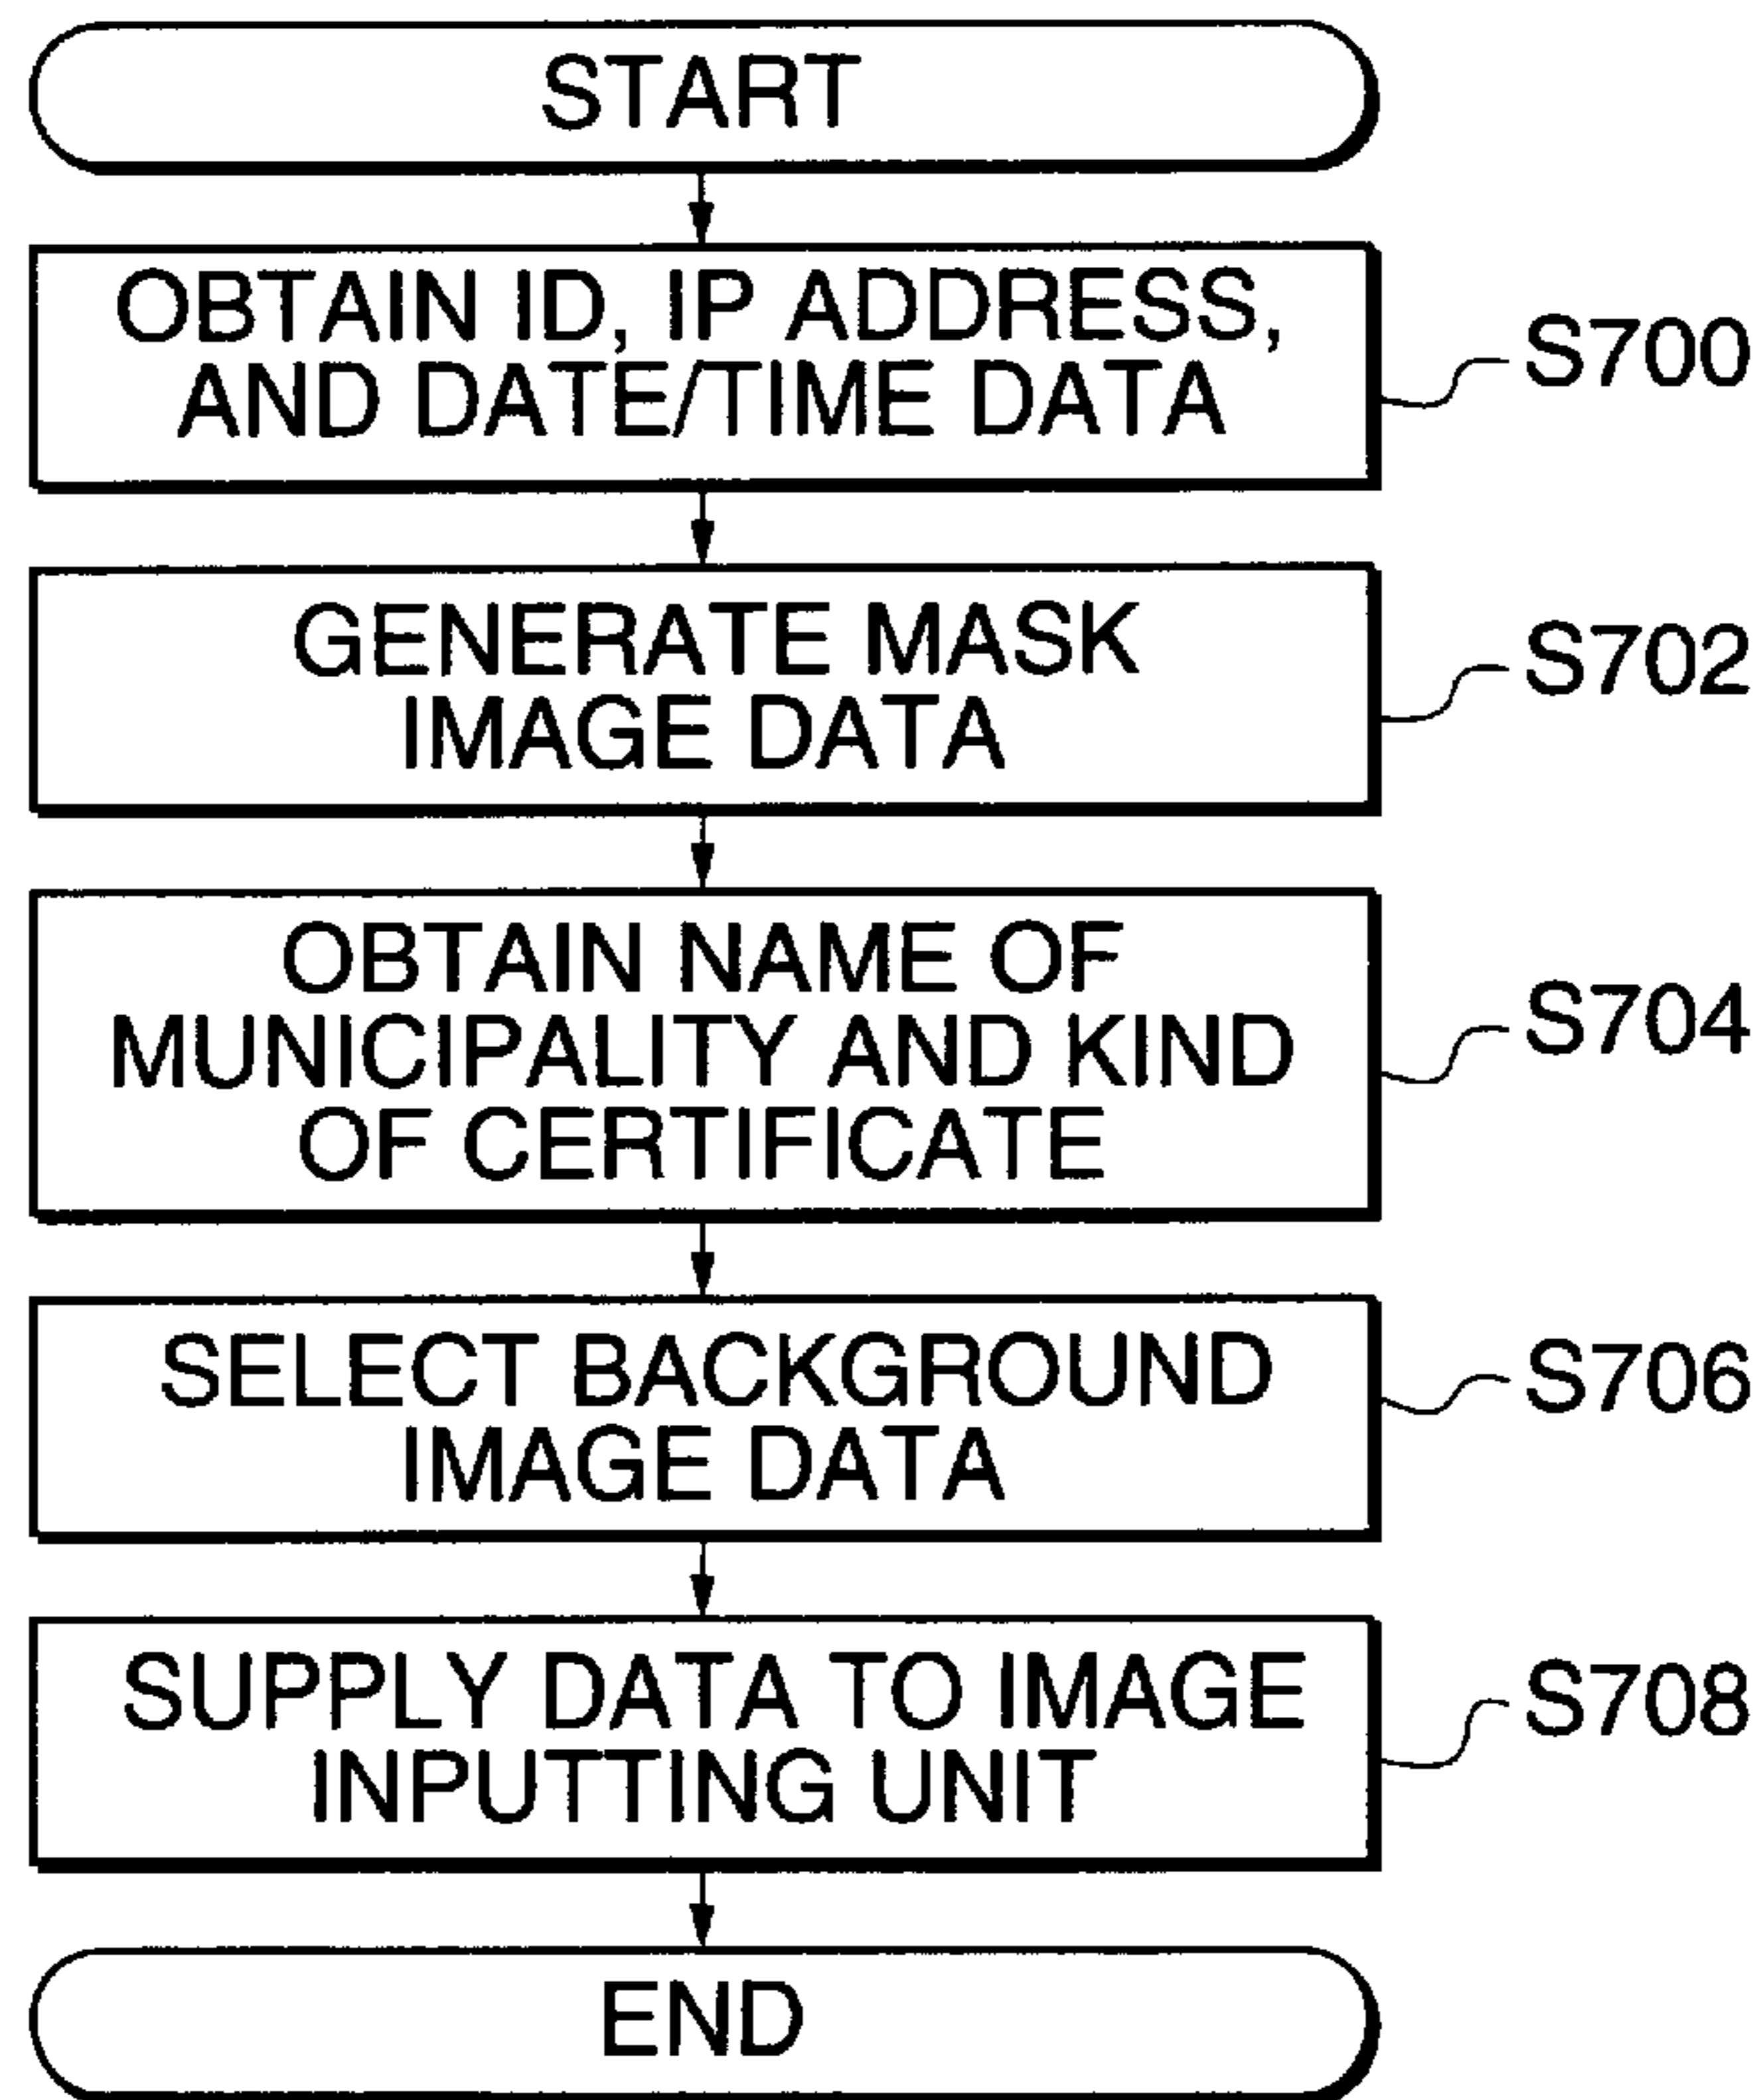 START
OBTAIN ID, IP ADDRESS,
AND DATE/TIME DATA
S700
GENERATE MASK
IMAGE DATA
S702
OBTAIN NAME OF
MUNICIPALITY AND KIND
OF CERTIFICATE
S704
SELECT BACKGROUND
IMAGE DATA
S706
SUPPLY DATA TO IMAGE
INPUTTING UNIT
S708
END